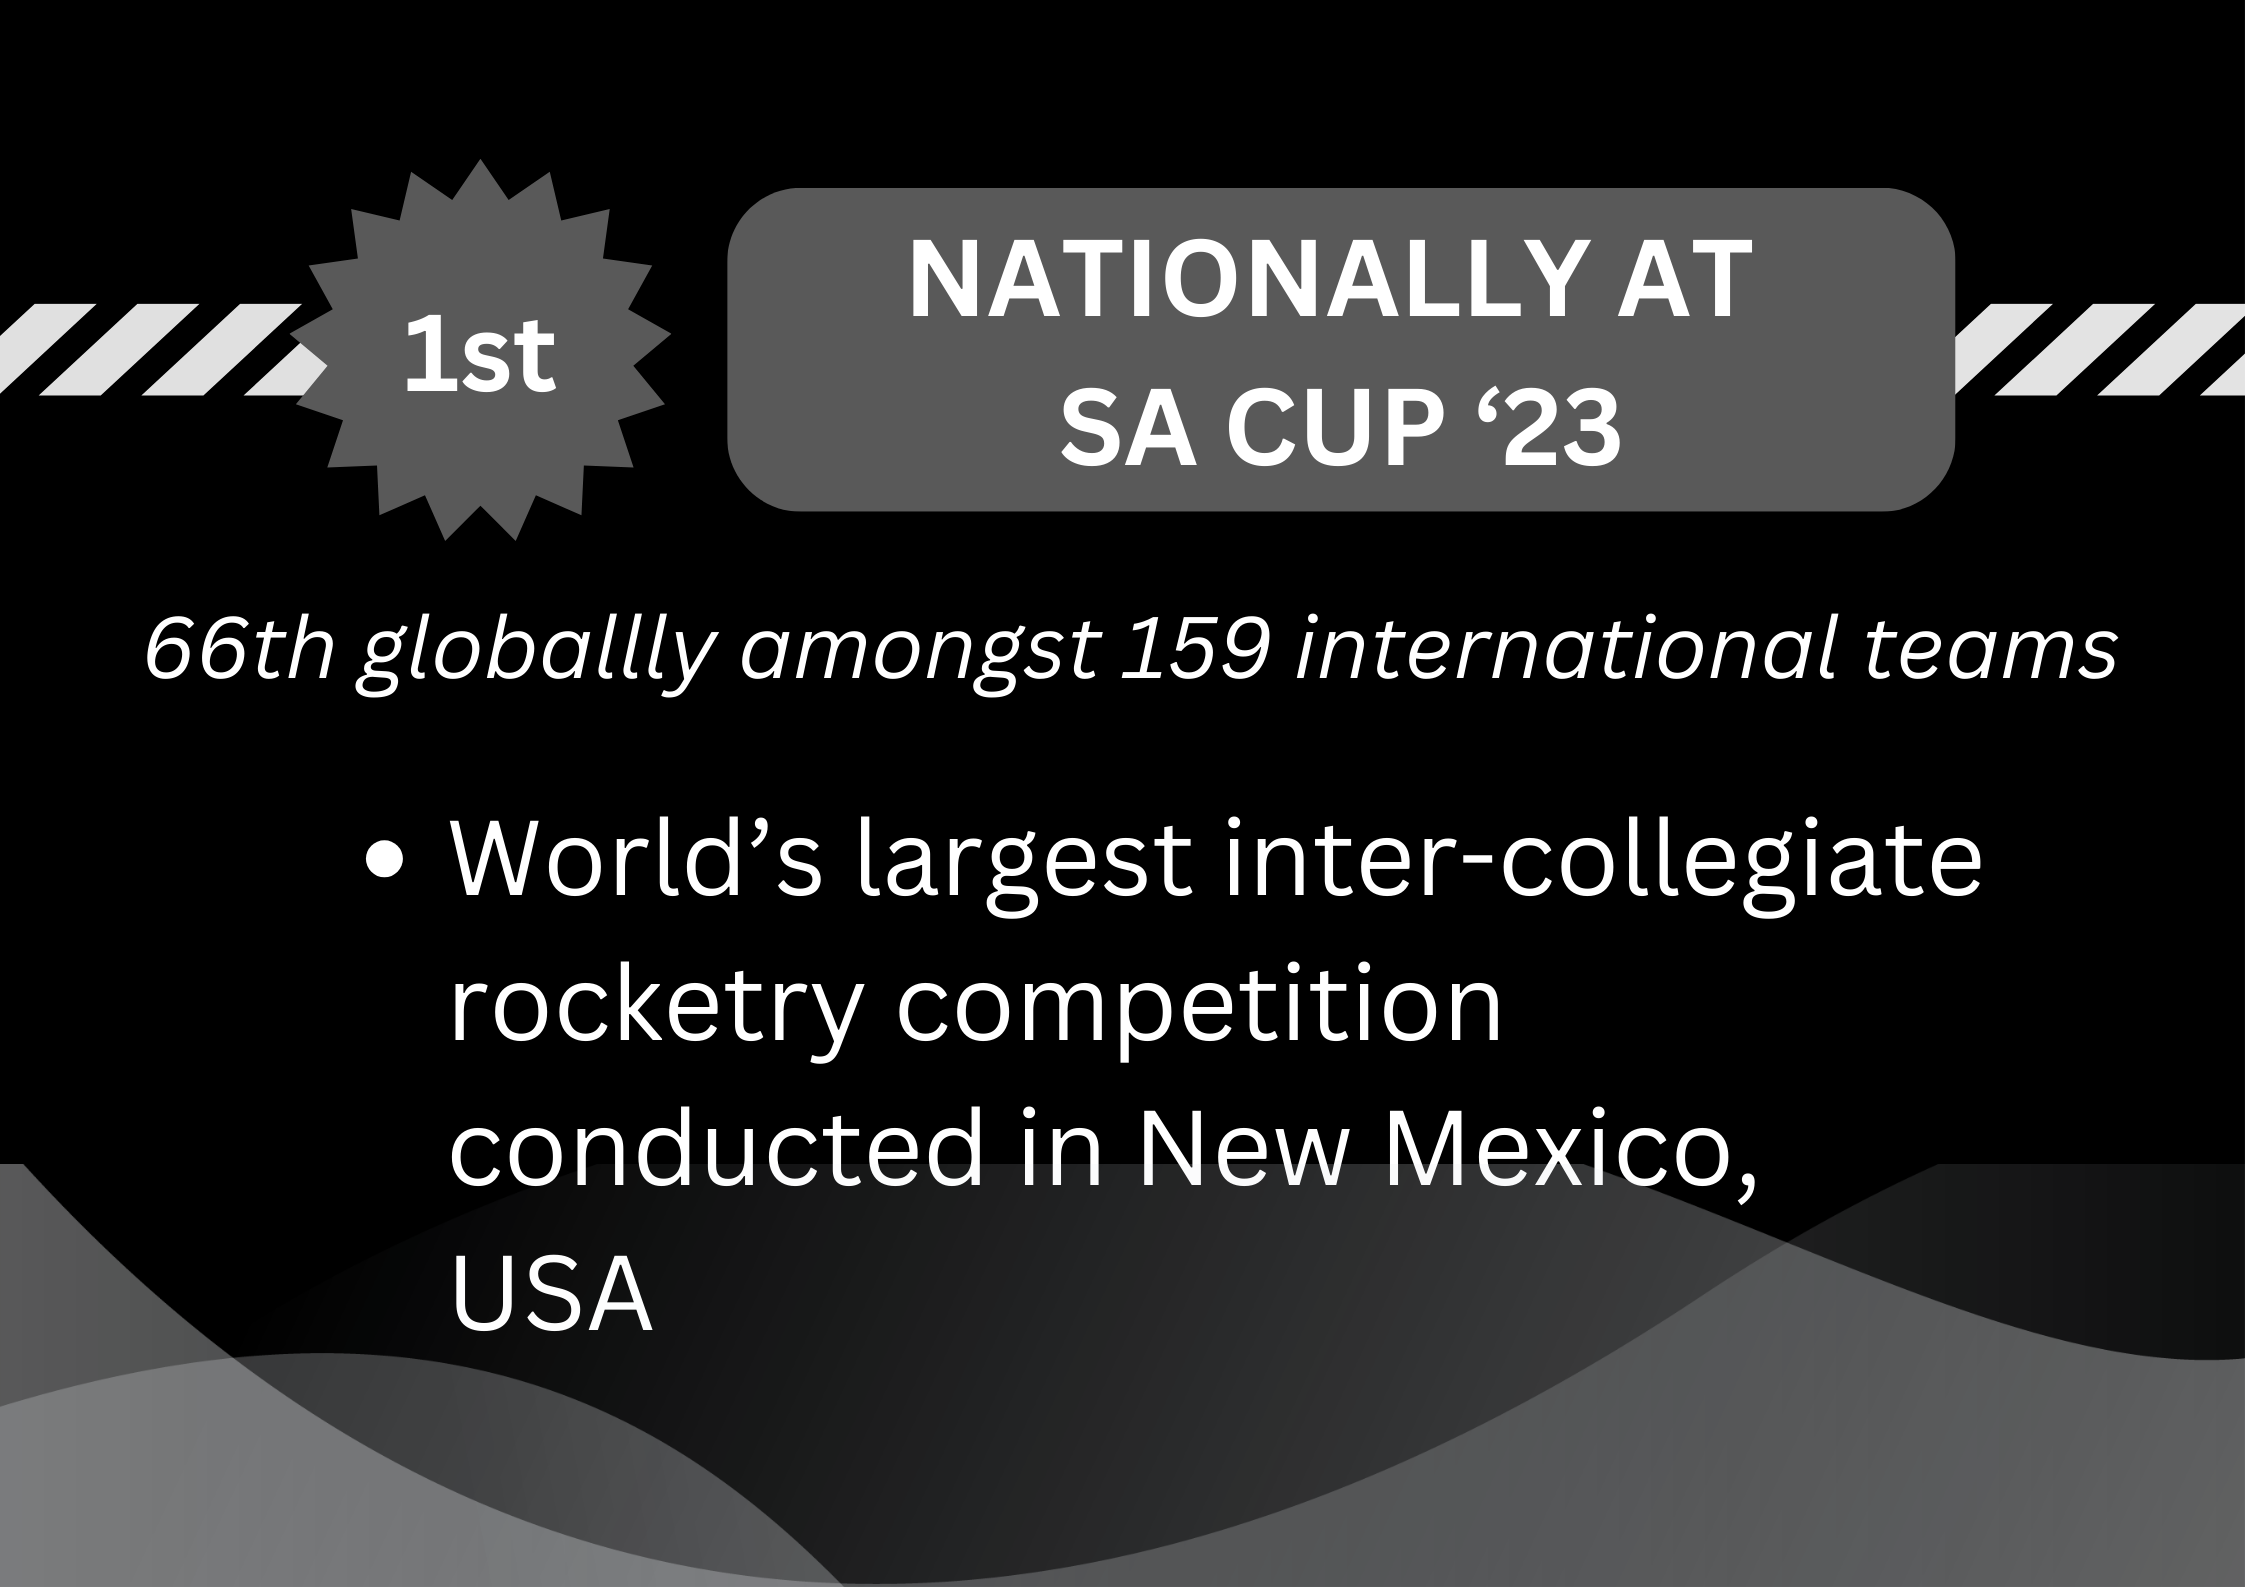 1st
NATIONALLY AT
SA CUP ‘23
66th globallly amongst 159 international teams
• World’s largest inter-collegiate
rocketry competition
conducted in New Mexico,
USA